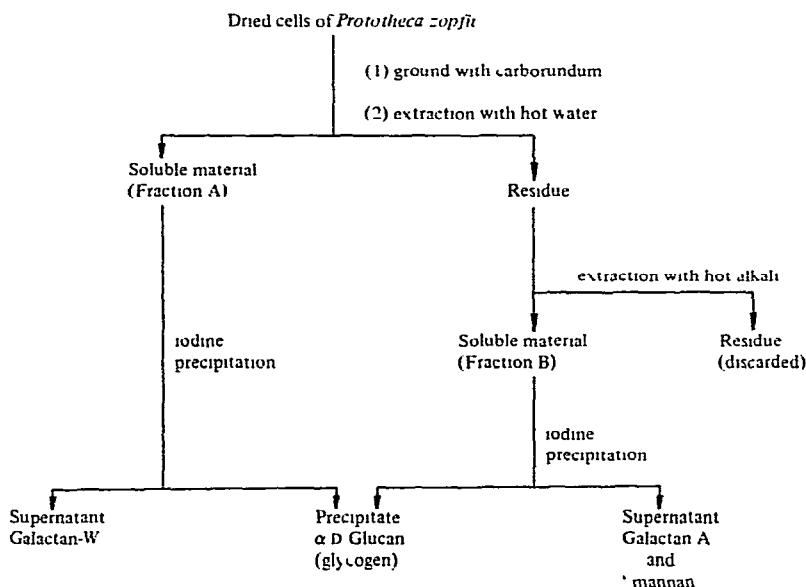 Dried cells of Prototheca zopfii
(1) ground with carborundum
(2) extraction with hot water
Soluble material
(Fraction A)
Residue
extraction with hot alkali
Soluble material
(Fraction B)
Residue
(discarded)
iodine
precipitation
iodine
precipitation
Supernatant
Galactan-W
Precipitate
α D Glucan
(glycogen)
Supernatant
Galactan A
and
mannan